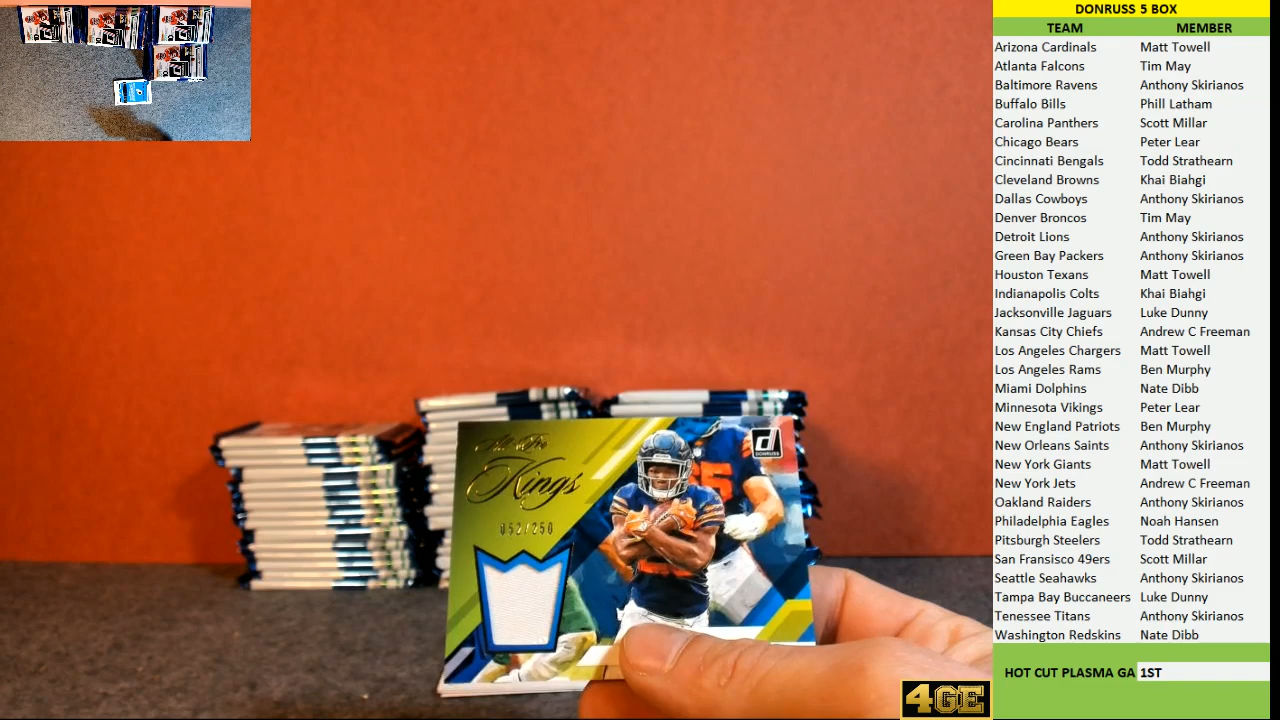 DONRUSS 5 BOX
TEAM MEMBER
Arizona Cardinals Matt Towell
Atlanta Falcons Tim May
Baltimore Ravens Anthony Skirianos
Buffalo Bills Phill Latham
Carolina Panthers Scott Millar
Chicago Bears Peter Lear
Cincinnati Bengals Todd Strathearn
Cleveland Browns Khai Biahgi
Dallas Cowboys Anthony Skirianos
Denver Broncos Tim May
Detroit Lions Anthony Skirianos
Green Bay Packers Anthony Skirianos
Houston Texans Matt Towell
Indianapolis Colts Khai Biahgi
Jacksonville Jaguars Luke Dunny
Kansas City Chiefs Andrew C Freeman
Los Angeles Chargers Matt Towell
Los Angeles Rams Ben Murphy
Miami Dolphins Nate Dibb
Minnesota Vikings Peter Lear
New England Patriots Ben Murphy
New Orleans Saints Anthony Skirianos
New York Giants Matt Towell
New York Jets Andrew C Freeman
Oakland Raiders Anthony Skirianos
Philadelphia Eagles Noah Hansen
Pitsburgh Steelers Todd Strathearn
San Fransisco 49ers Scott Millar
Seattle Seahawks Anthony Skirianos
Tampa Bay Buccaneers Luke Dunny
Tenessee Titans Anthony Skirianos
Washington Redskins Nate Dibb
HOT CUT PLASMA GA 1ST
Kings
052/250
DONRUSS
4GE